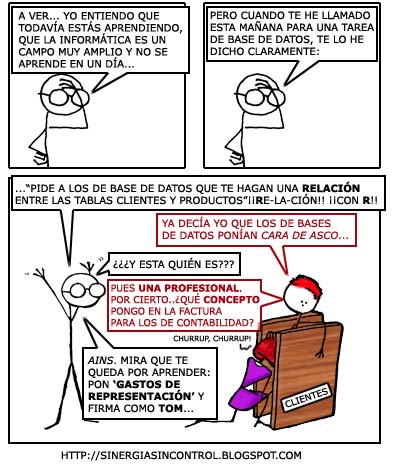 A VER... YO ENTIENDO QUE
TODAVÍA ESTÁS APRENDIENDO,
QUE LA INFORMÁTICA ES UN
CAMPO MUY AMPLIO Y NO SE
APRENDE EN UN DÍA...
PERO CUANDO TE HE LLAMADO
ESTA MAÑANA PARA UNA TAREA
DE BASE DE DATOS, TE LO HE
DICHO CLARAMENTE:
..."PIDE A LOS DE BASE DE DATOS QUE TE HAGAN UNA RELACIÓN
ENTRE LAS TABLAS CLIENTES Y PRODUCTOS"¡¡RE-LA-CIÓN!! ¡¡CON R!!
YA DECÍA YO QUE LOS DE BASES
DE DATOS PONÍAN CARA DE ASCO...
¿¿¿Y ESTA QUIÉN ES???
PUES UNA PROFESIONAL.
POR CIERTO..¿QUÉ CONCEPTO
PONGO EN LA FACTURA
PARA LOS DE CONTABILIDAD?
CHURRUP, CHURRUP!
AINS. MIRA QUE TE
QUEDA POR APRENDER:
PON 'GASTOS DE
REPRESENTACIÓN' Y
FIRMA COMO TOM...
CLIENTES
HTTP://SINERGIASINCONTROL.BLOGSPOT.COM